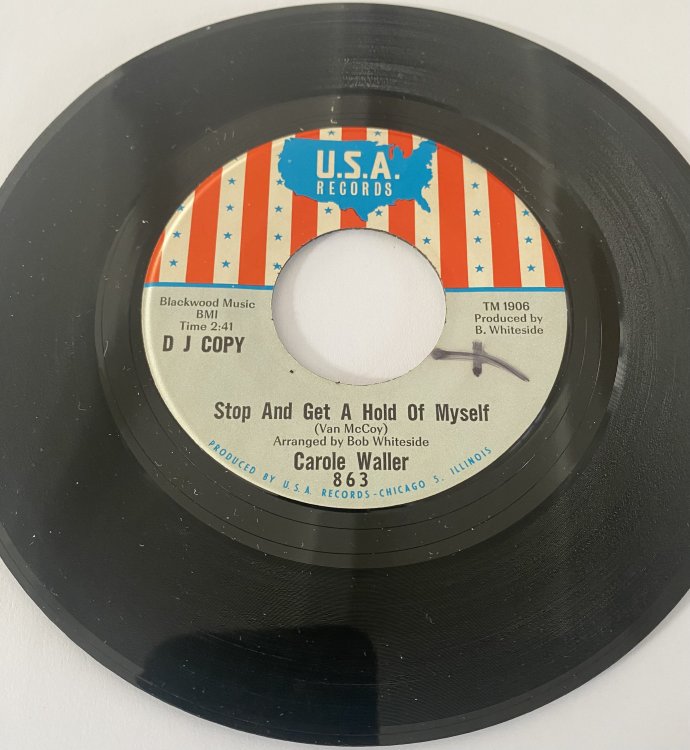 U.S.A.
RECORDS
Blackwood Music
BMI
Time 2:41
D J COPY
TM 1906
Produced by
B. Whiteside
Stop And Get A Hold Of Myself
(Van McCoy)
Arranged by Bob Whiteside
Carole Waller
863
PRODUCED BY U.S.A. RECORDS-CHICAGO 5, ILLINOIS